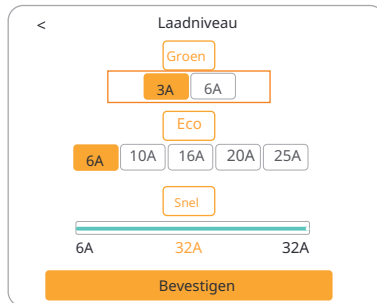 < Laadniveau
Groen
3A 6A
Eco
6A 10A 16A 20A 25A
Snel
6A 32A 32A
Bevestigen